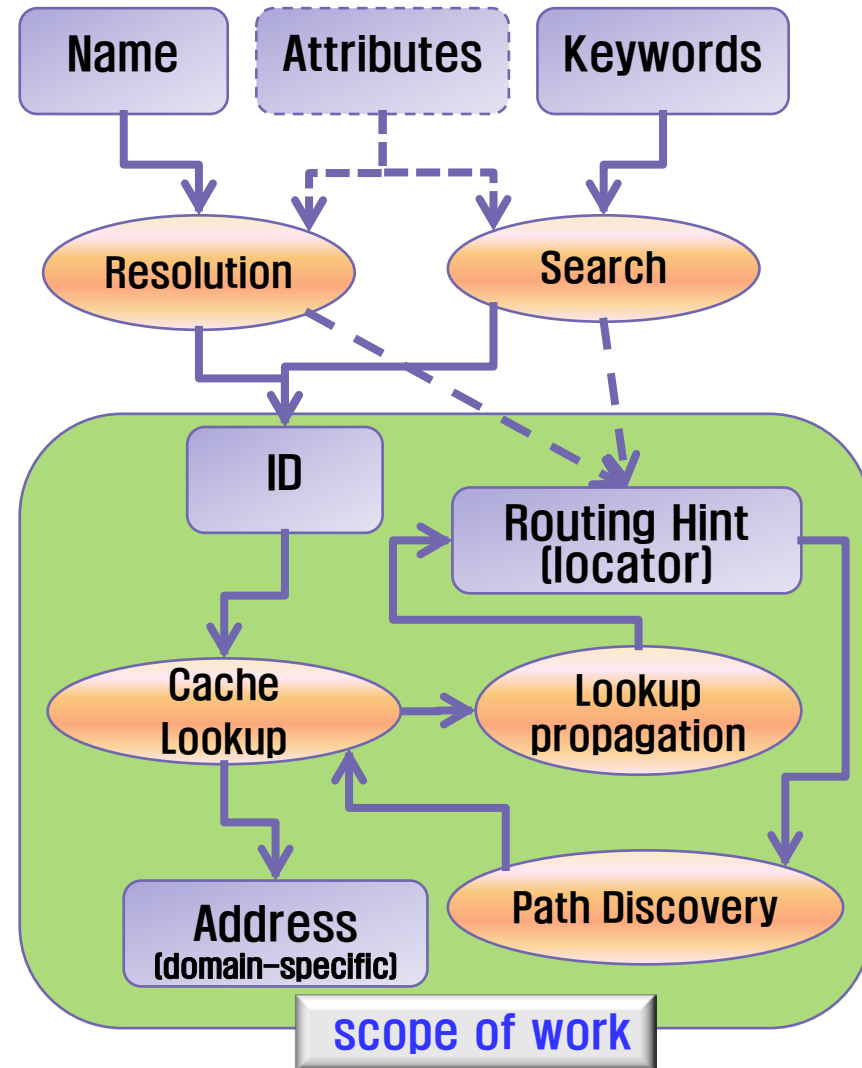 Name
Attributes
Keywords
Resolution
Search
ID
Routing Hint
(locator)
Cache
Lookup
Lookup
propagation
Address
(domain-specific)
Path Discovery
scope of work